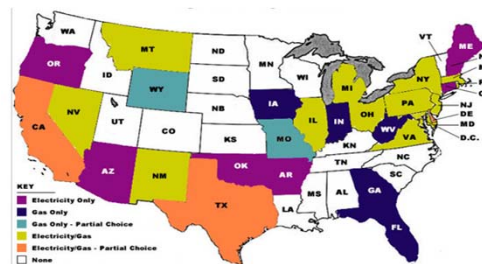 WA
VT
ME
MT
ND
MN
OR
ID
SD
WI
MI
NY
WY
IA
PA
NJ
NE
NV
IL
IN
OH
DE
MD
CA
UT
CO
KS
MO
WV
VA
D.C.
KN
NC
TN
AZ
NM
OK
AR
SC
MS
AL
GA
TX
LA
FL
KEY
Electricity Only
Gas Only
Gas Only - Partial Choice
Electricity/Gas
Electricity/Gas - Partial Choice
None